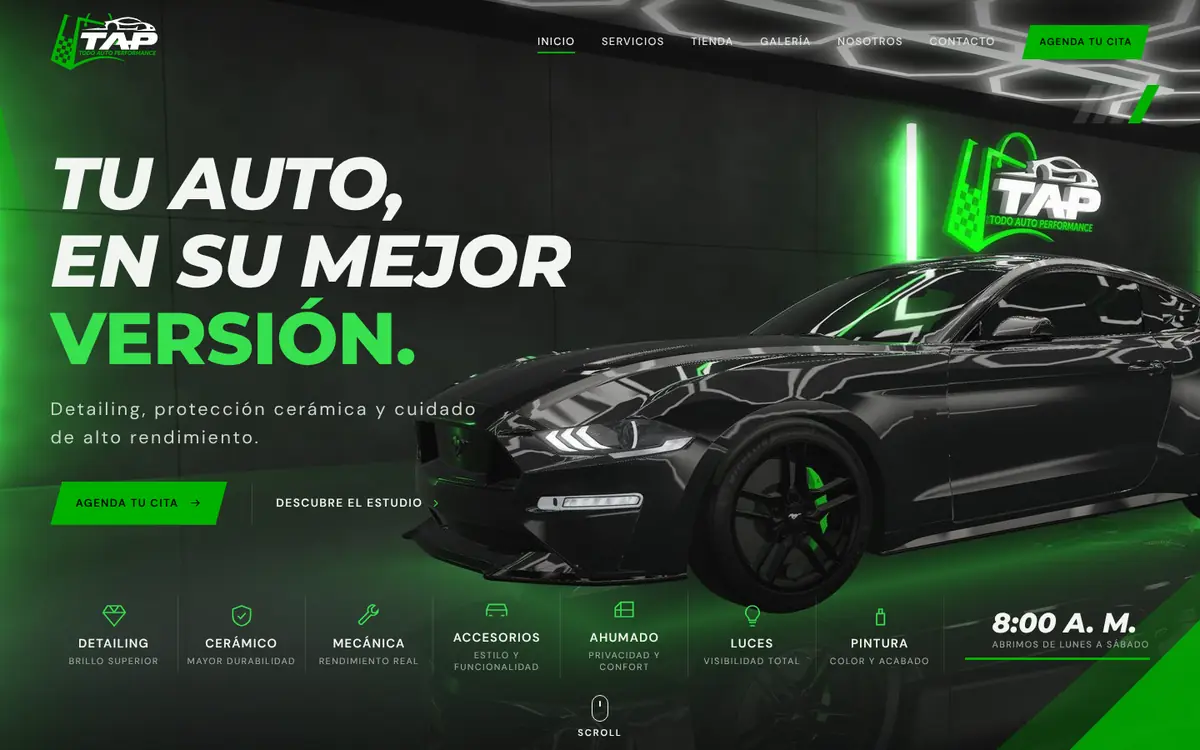 TAP
TODO AUTO PERFORMANCE
INICIO
SERVICIOS
TIENDA
GALERÍA
NOSOTROS
CONTACTO
AGENDA TU CITA
TAP
TODO AUTO PERFORMANCE
TU AUTO,
EN SU MEJOR
VERSIÓN.
Detailing, protección cerámica y cuidado
de alto rendimiento.
AGENDA TU CITA →
DESCUBRE EL ESTUDIO ›
DETAILING
BRILLO SUPERIOR
CERÁMICO
MAYOR DURABILIDAD
MECÁNICA
RENDIMIENTO REAL
ACCESORIOS
ESTILO Y
FUNCIONALIDAD
AHUMADO
PRIVACIDAD Y
CONFORT
LUCES
VISIBILIDAD TOTAL
PINTURA
COLOR Y ACABADO
8:00 A. M.
ABRIMOS DE LUNES A SÁBADO
SCROLL